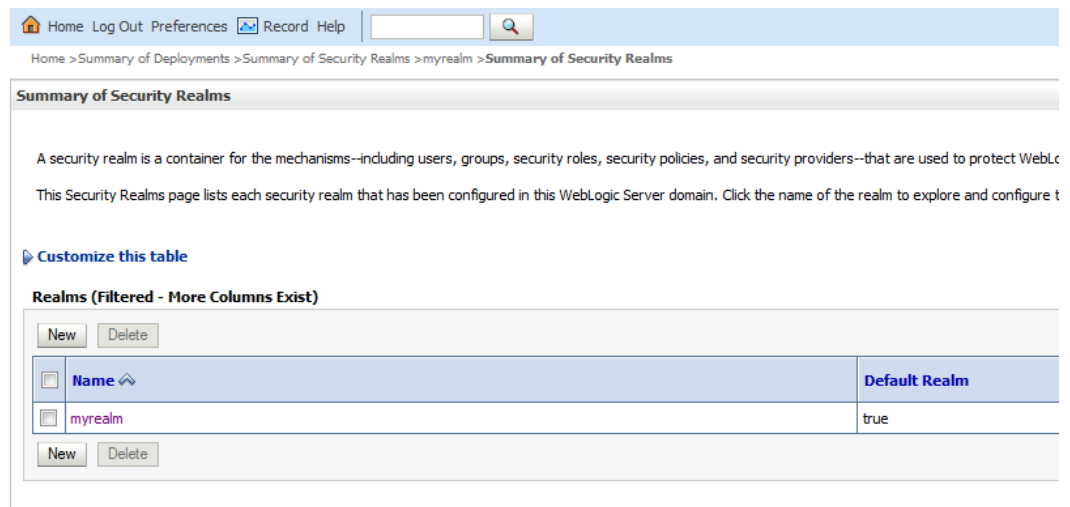 Home Log Out Preferences Record Help
Home >Summary of Deployments >Summary of Security Realms >myrealm >Summary of Security Realms
Summary of Security Realms
A security realm is a container for the mechanisms--including users, groups, security roles, security policies, and security providers--that are used to protect WebLo
This Security Realms page lists each security realm that has been configured in this WebLogic Server domain. Click the name of the realm to explore and configure t
Customize this table
Realms (Filtered - More Columns Exist)
New Delete
Name Default Realm
myrealm true
New Delete